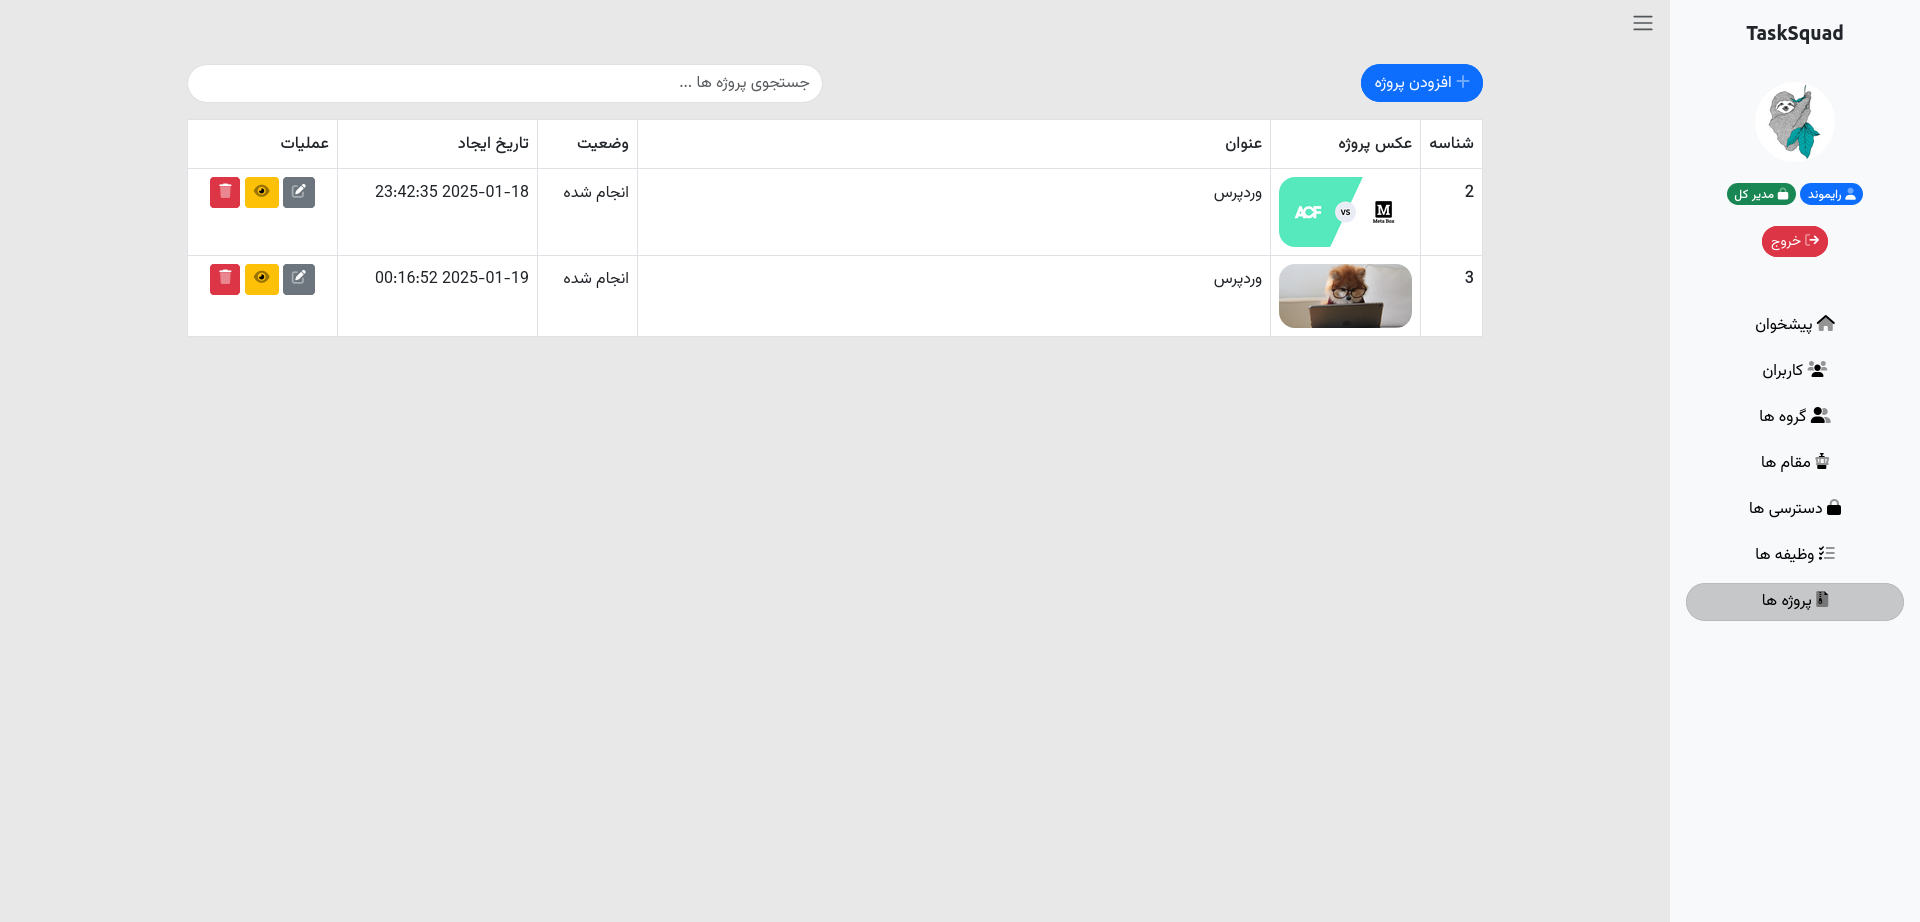 TaskSquad
رایموند مدیر کل
خروج
پیشخوان
کاربران
گروه ها
مقام ها
دسترسی ها
وظیفه ها
پروژه ها
افزودن پروژه
جستجوی پروژه ها ...
شناسه عکس پروژه عنوان وضعیت تاریخ ایجاد عملیات
2 ACF vs M Meta Box وردپرس انجام شده 2025-01-18 23:42:35
3 وردپرس انجام شده 2025-01-19 00:16:52